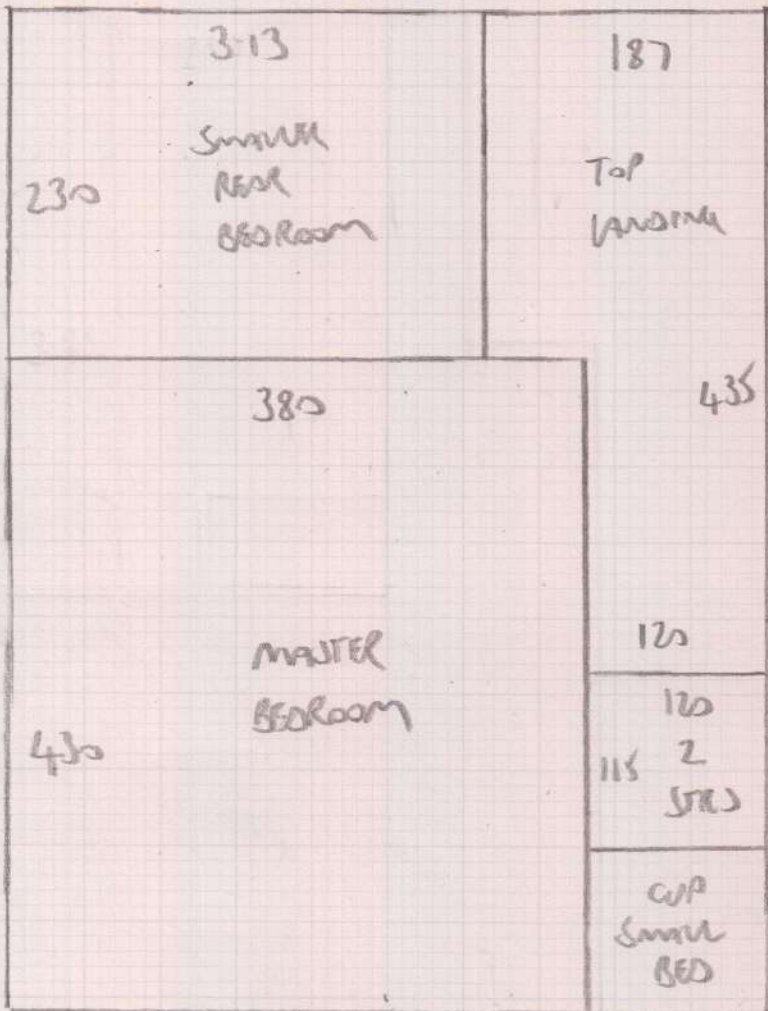 3.13
SMALLER
REAR
BEDROOM
230
187
TOP
LANDING
435
380
MASTER
BEDROOM
430
120
120
115 2
STRS
CUP
SMALL
BED